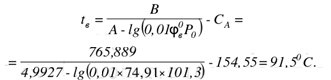 t_в = B / (A - lg(0,01φ_в^0 P_0)) - C_A =
= 765,889 / (4,9927 - lg(0,01×74,91×101,3)) - 154,55 = 91,5^0 C.